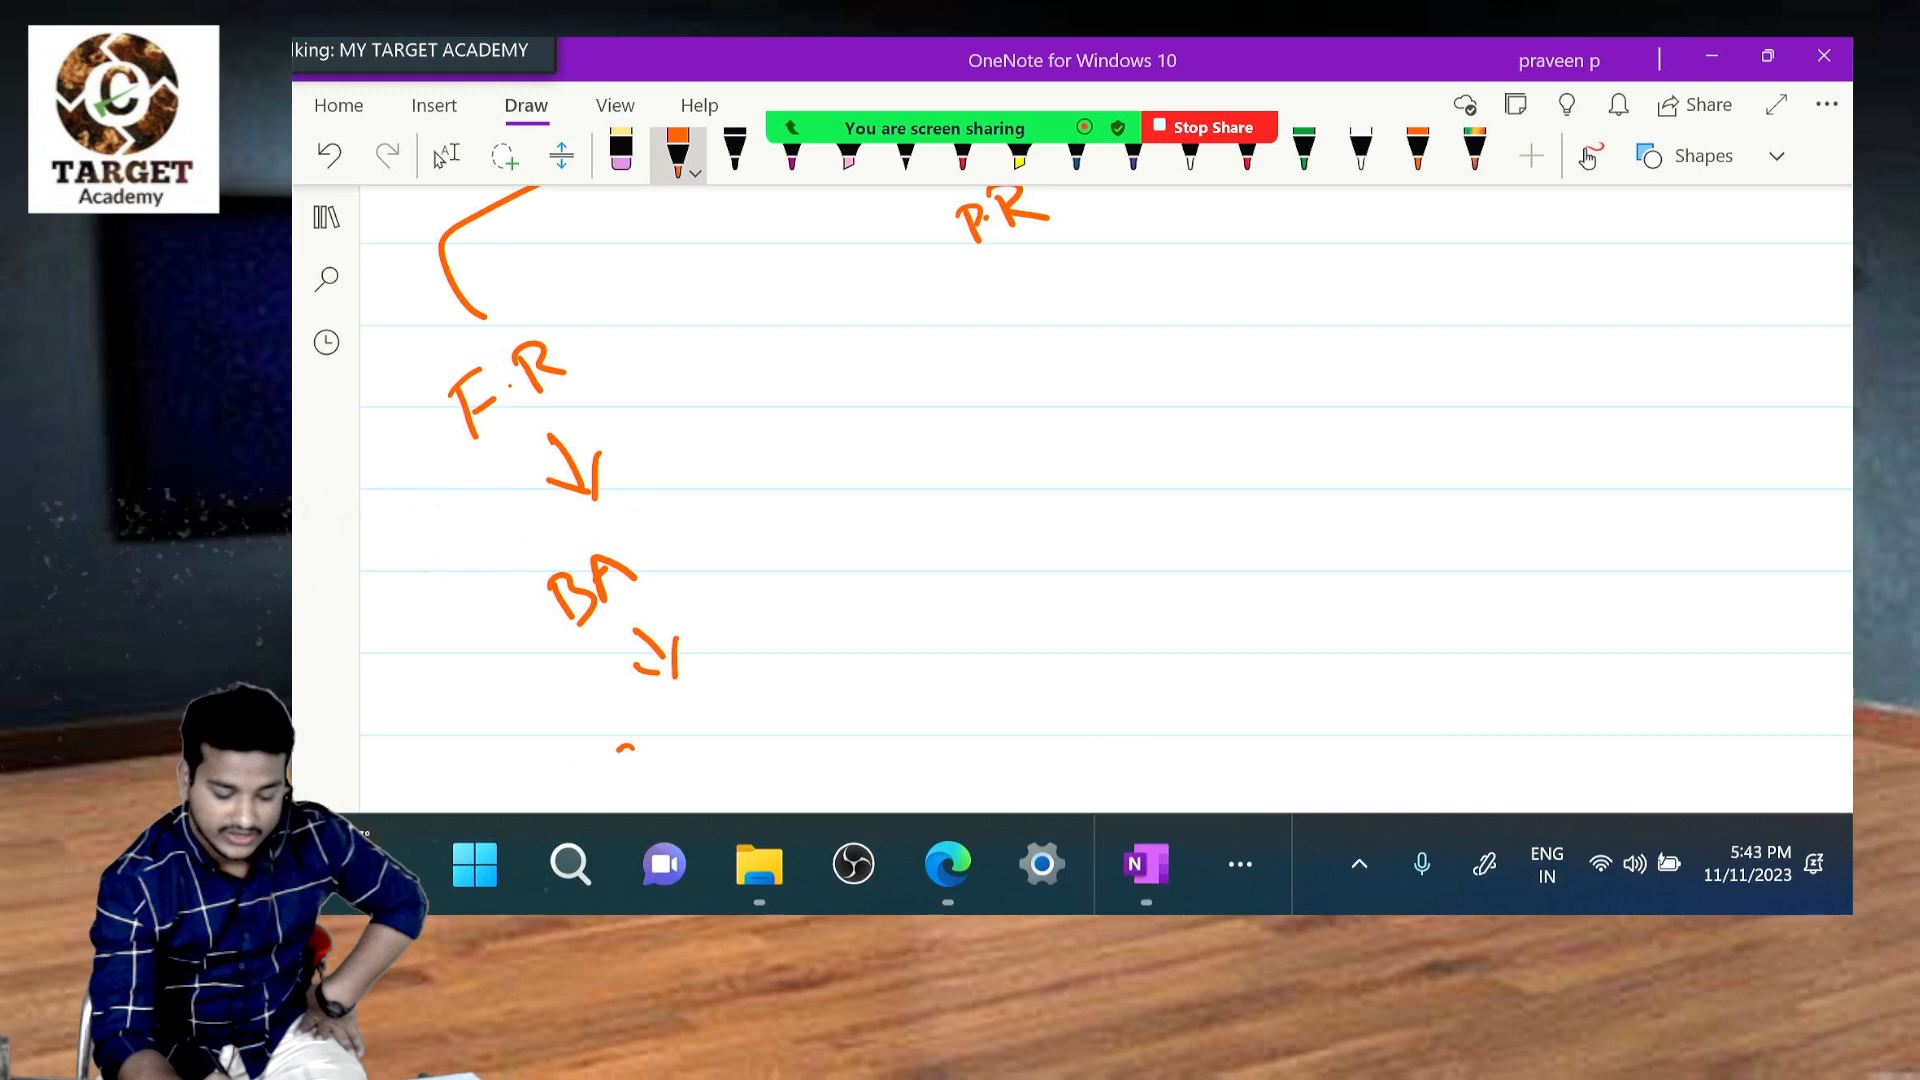 TARGET
Academy
lking: MY TARGET ACADEMY
OneNote for Windows 10
praveen p
Home Insert Draw View Help
Share
You are screen sharing
Stop Share
Shapes
P.R
F.R
BA
ENG
IN
5:43 PM
11/11/2023